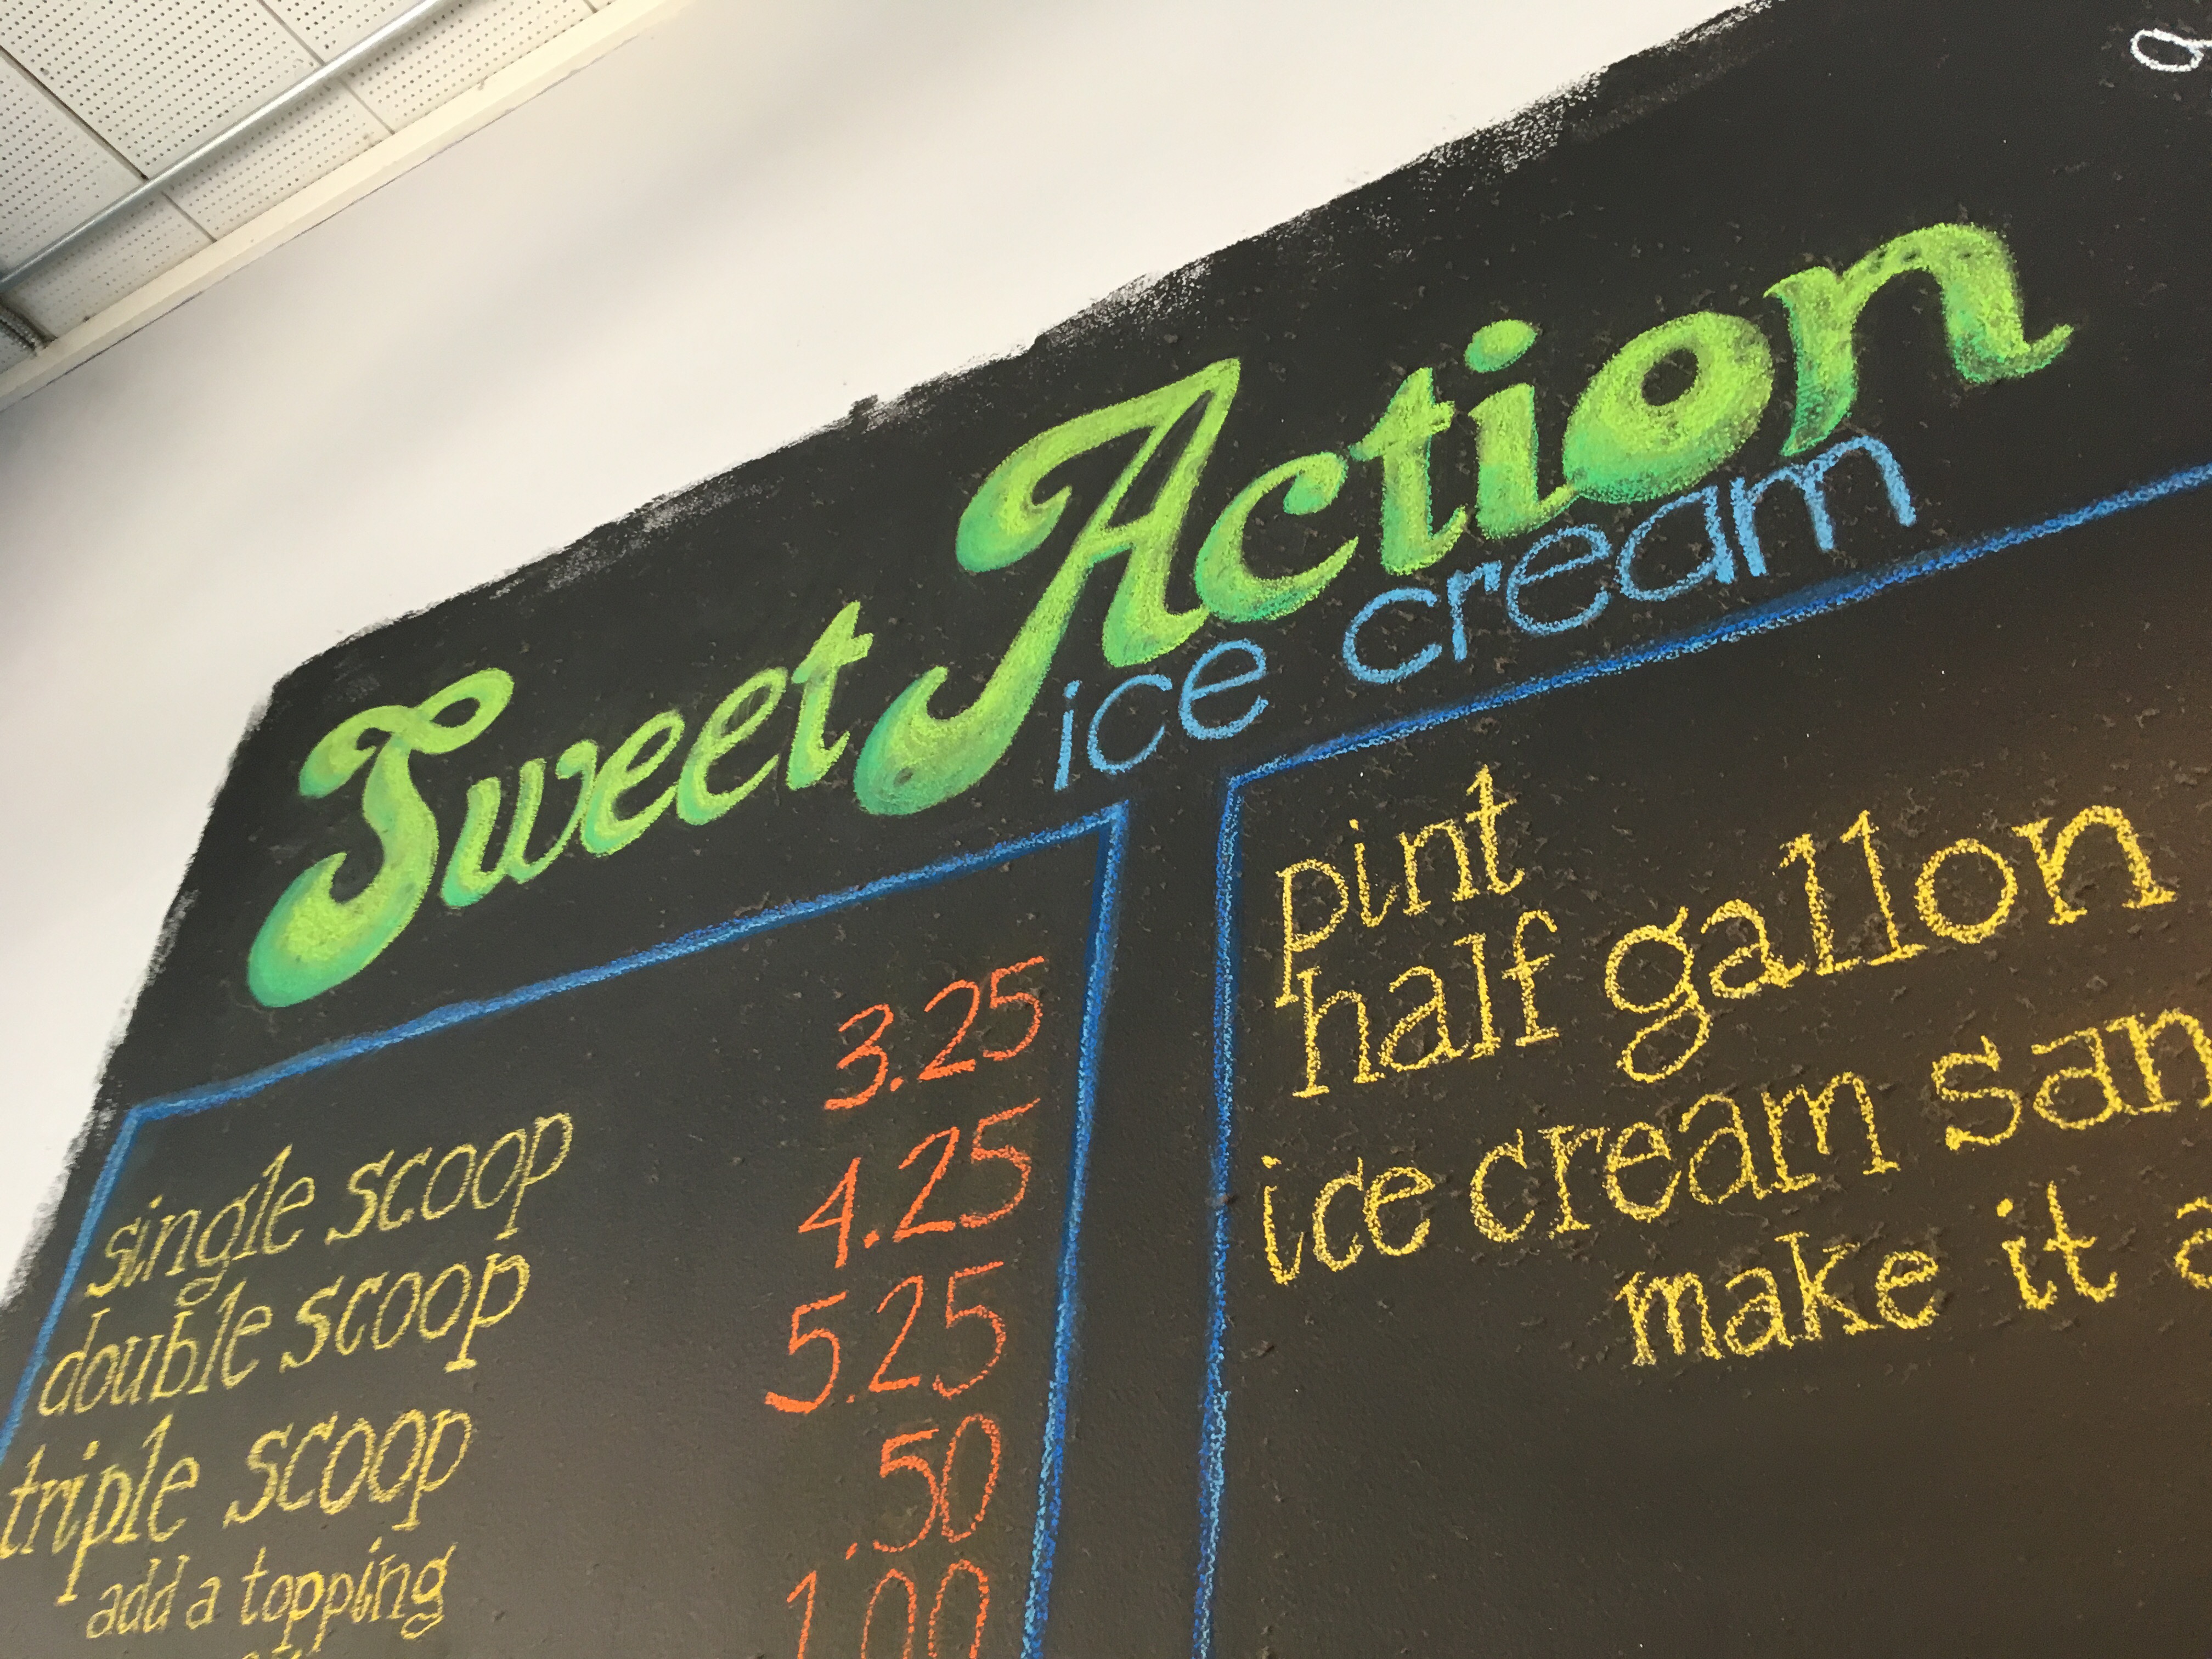 Sweet Action
ice cream
single scoop 3.25
double scoop 4.25
triple scoop 5.25
add a topping .50
1.00
pint
half gallon
ice cream san
make it a